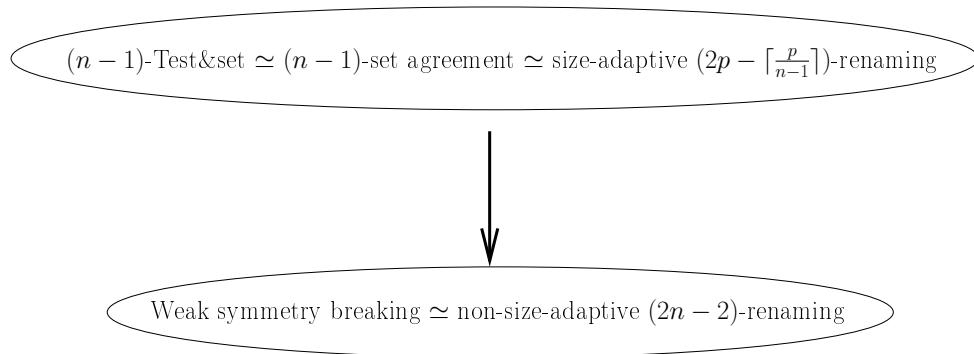 (n − 1)-Test&set ≃ (n − 1)-set agreement ≃ size-adaptive (2p − ⌈p/(n−1)⌉)-renaming
Weak symmetry breaking ≃ non-size-adaptive (2n − 2)-renaming